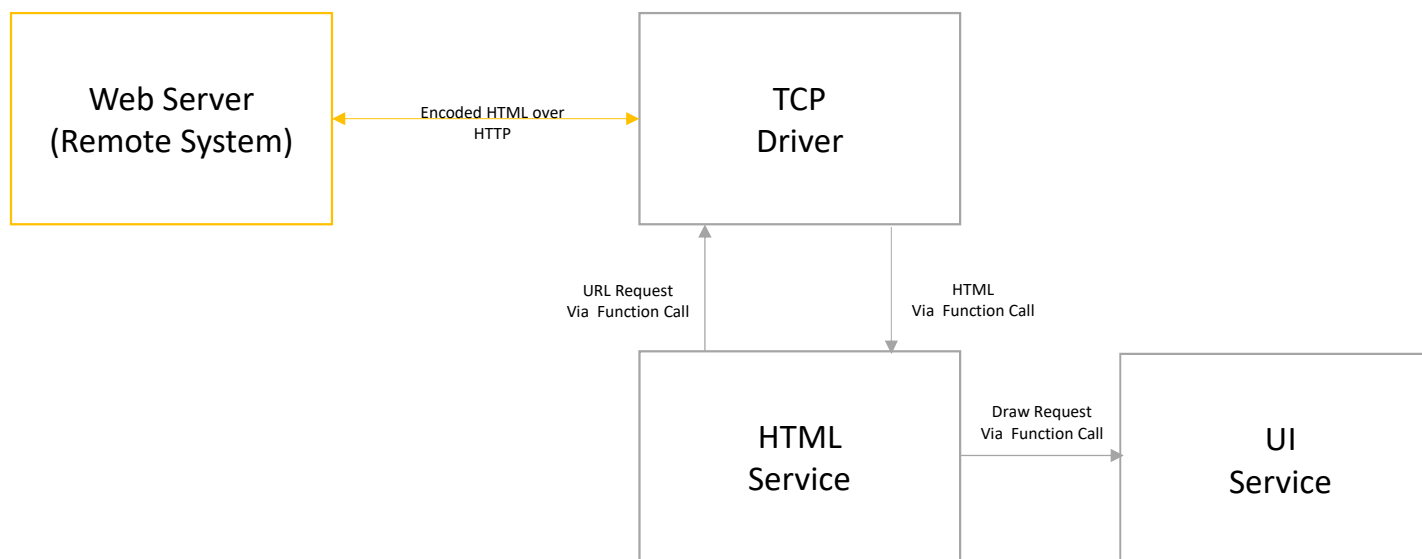 Web Server
(Remote System)
Encoded HTML over
HTTP
TCP
Driver
URL Request
Via  Function Call
HTML
Via  Function Call
HTML
Service
Draw Request
Via  Function Call
UI
Service